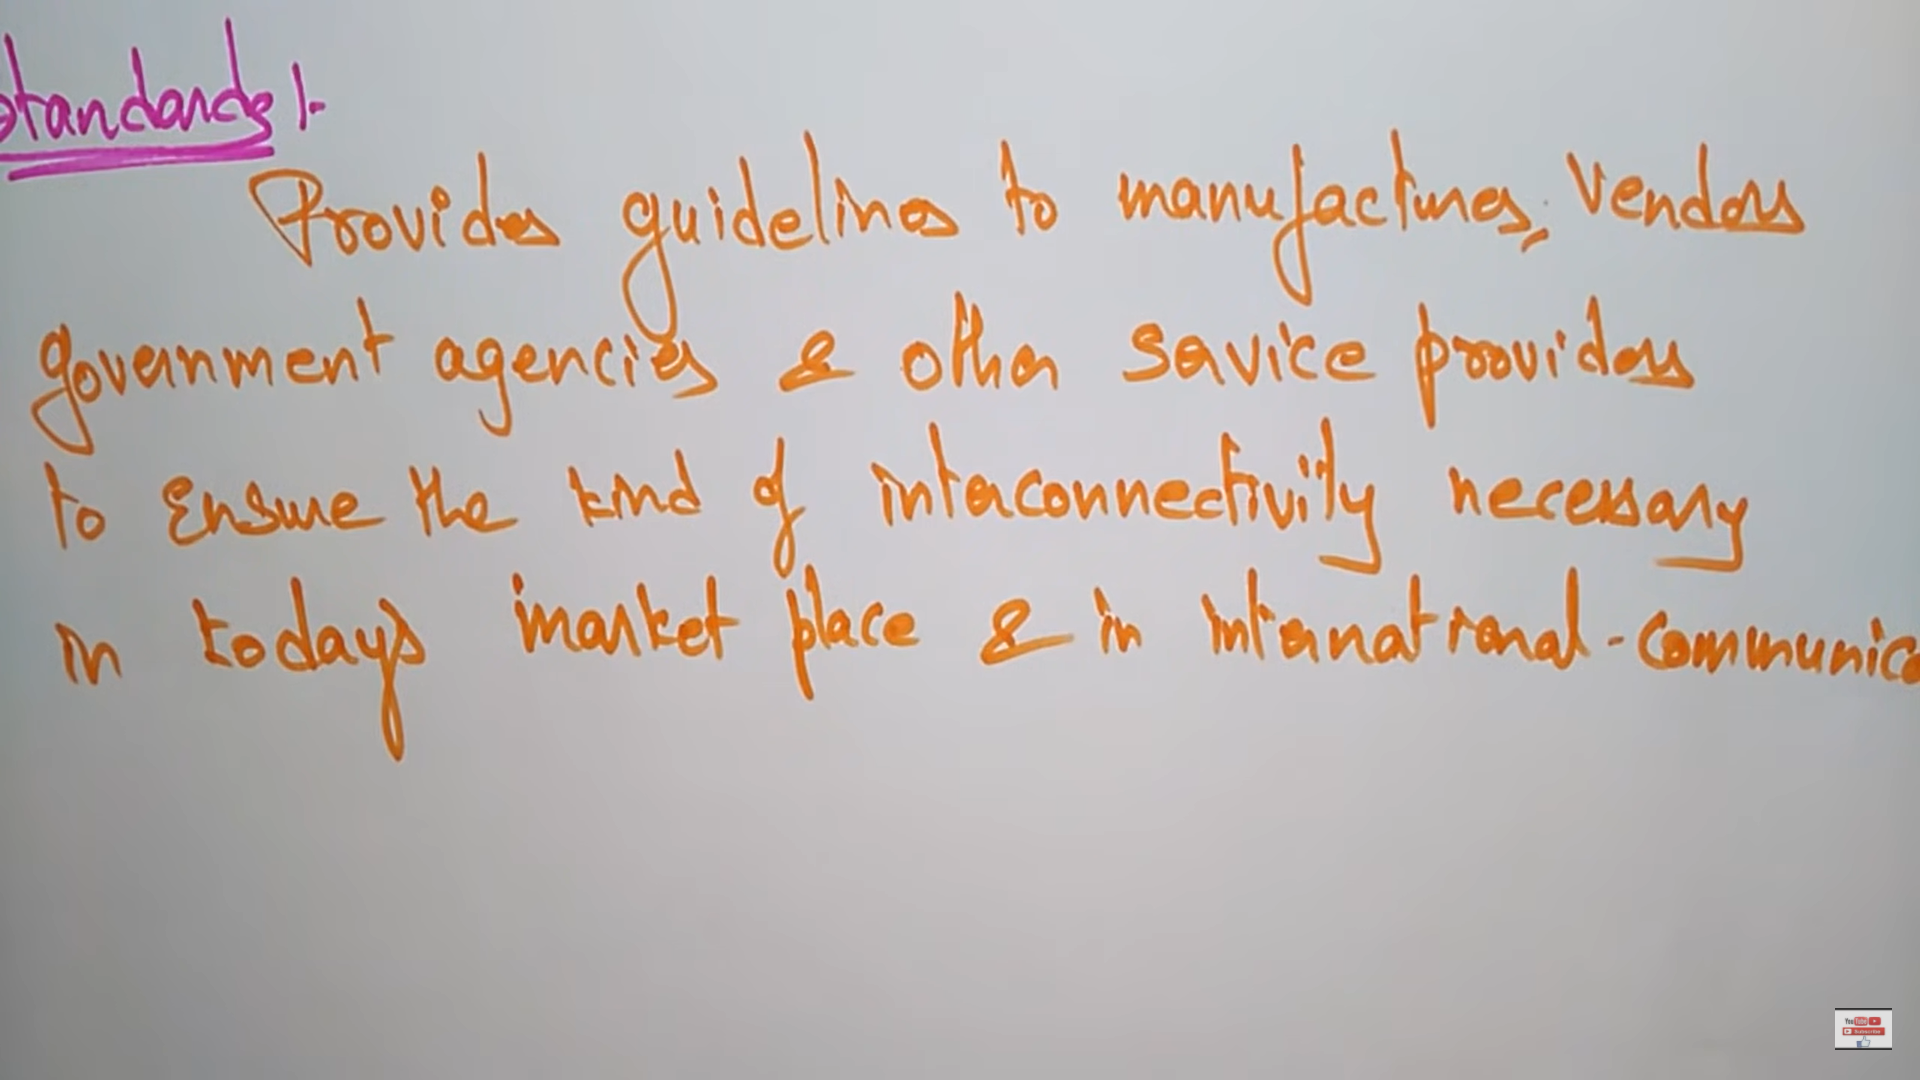 Standards :-
Provides guidelines to manufactures, Vendors
government agencies & other service providers
to Ensure the kind of interconnectivity necessary
in todays market place & in international-communica
YouTube
Subscribe